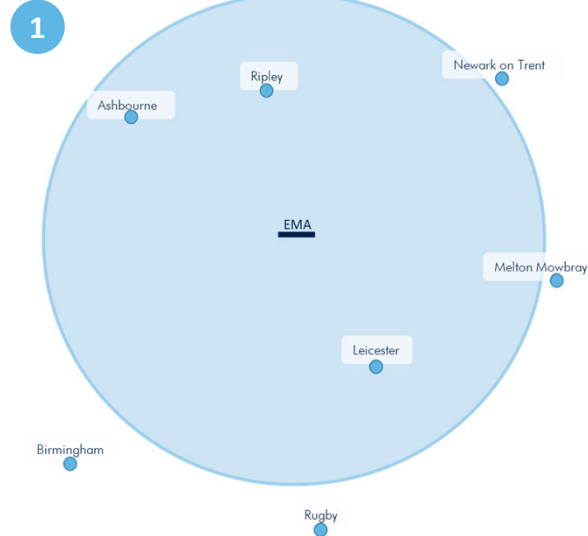 1
Newark on Trent
Ripley
Ashbourne
EMA
Melton Mowbray
Leicester
Birmingham
Rugby